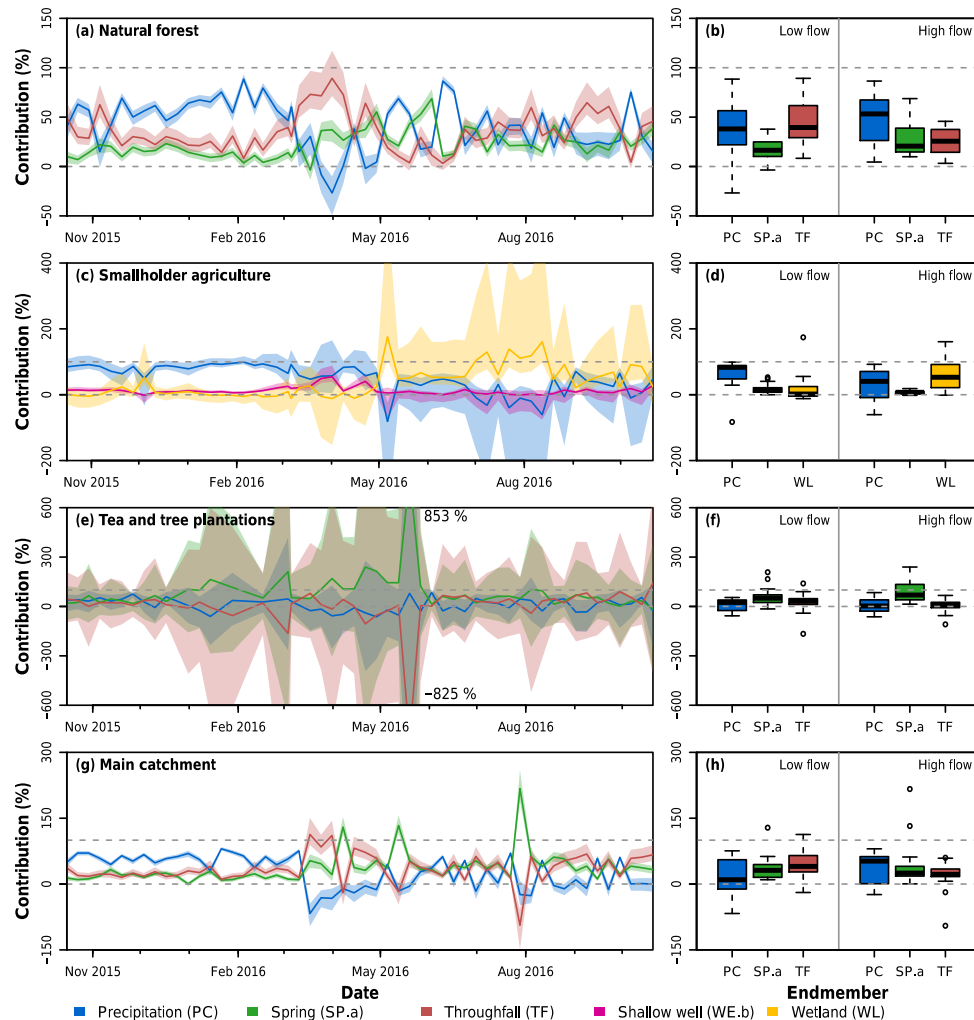 (a) Natural forest
Contribution (%)
150
100
50
0
−50
Nov 2015 Feb 2016 May 2016 Aug 2016
(b) Low flow High flow
PC SP.a TF PC SP.a TF
(c) Smallholder agriculture
Contribution (%)
400
200
0
−200
Nov 2015 Feb 2016 May 2016 Aug 2016
(d) Low flow High flow
PC WL PC WL
(e) Tea and tree plantations
Contribution (%)
600
300
0
−300
−600
853 %
−825 %
Nov 2015 Feb 2016 May 2016 Aug 2016
(f) Low flow High flow
PC SP.a TF PC SP.a TF
(g) Main catchment
Contribution (%)
300
150
0
−150
Nov 2015 Feb 2016 May 2016 Aug 2016
(h) Low flow High flow
PC SP.a TF PC SP.a TF
Date Endmember
Precipitation (PC) Spring (SP.a) Throughfall (TF) Shallow well (WE.b) Wetland (WL)